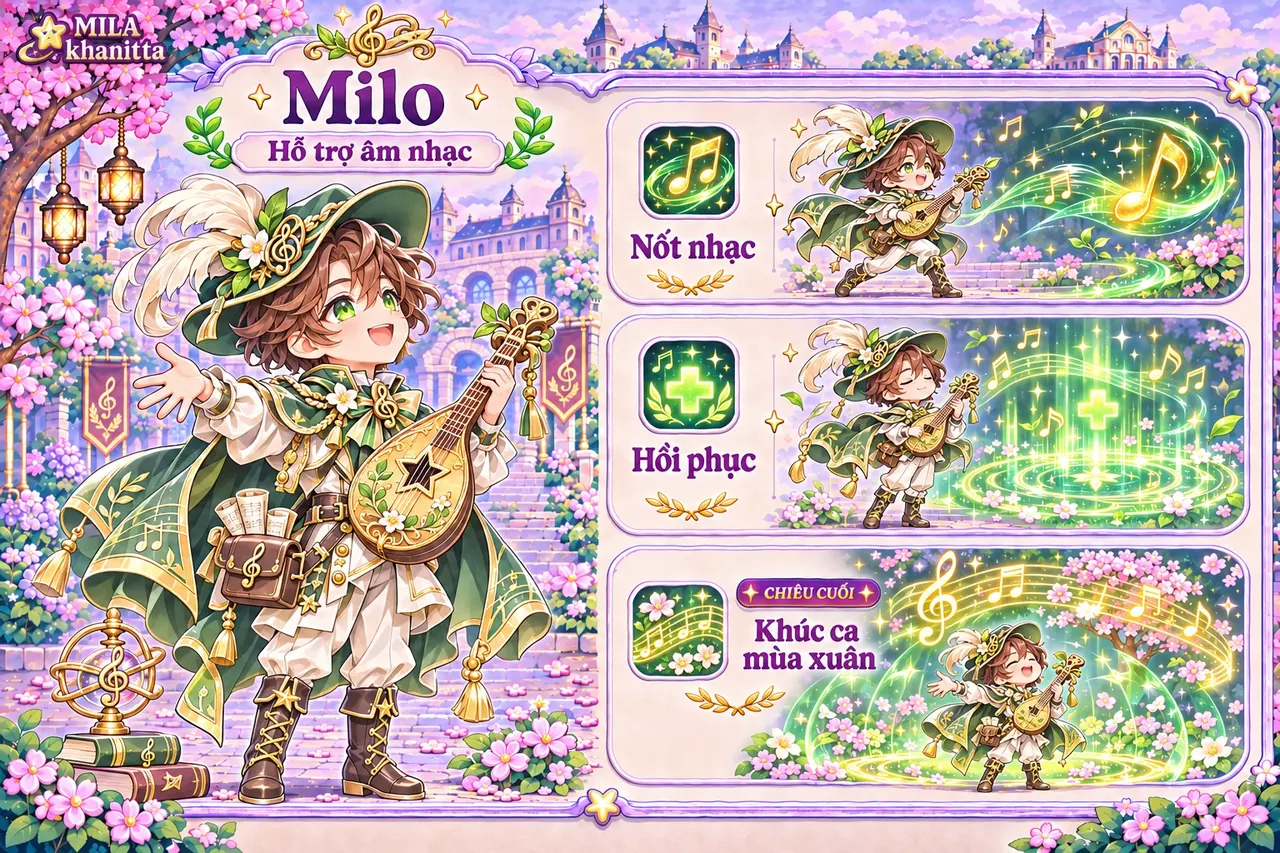 MILA
khanitta
Milo
Hỗ trợ âm nhạc
Nốt nhạc
Hồi phục
CHIÊU CUỐI
Khúc ca
mùa xuân